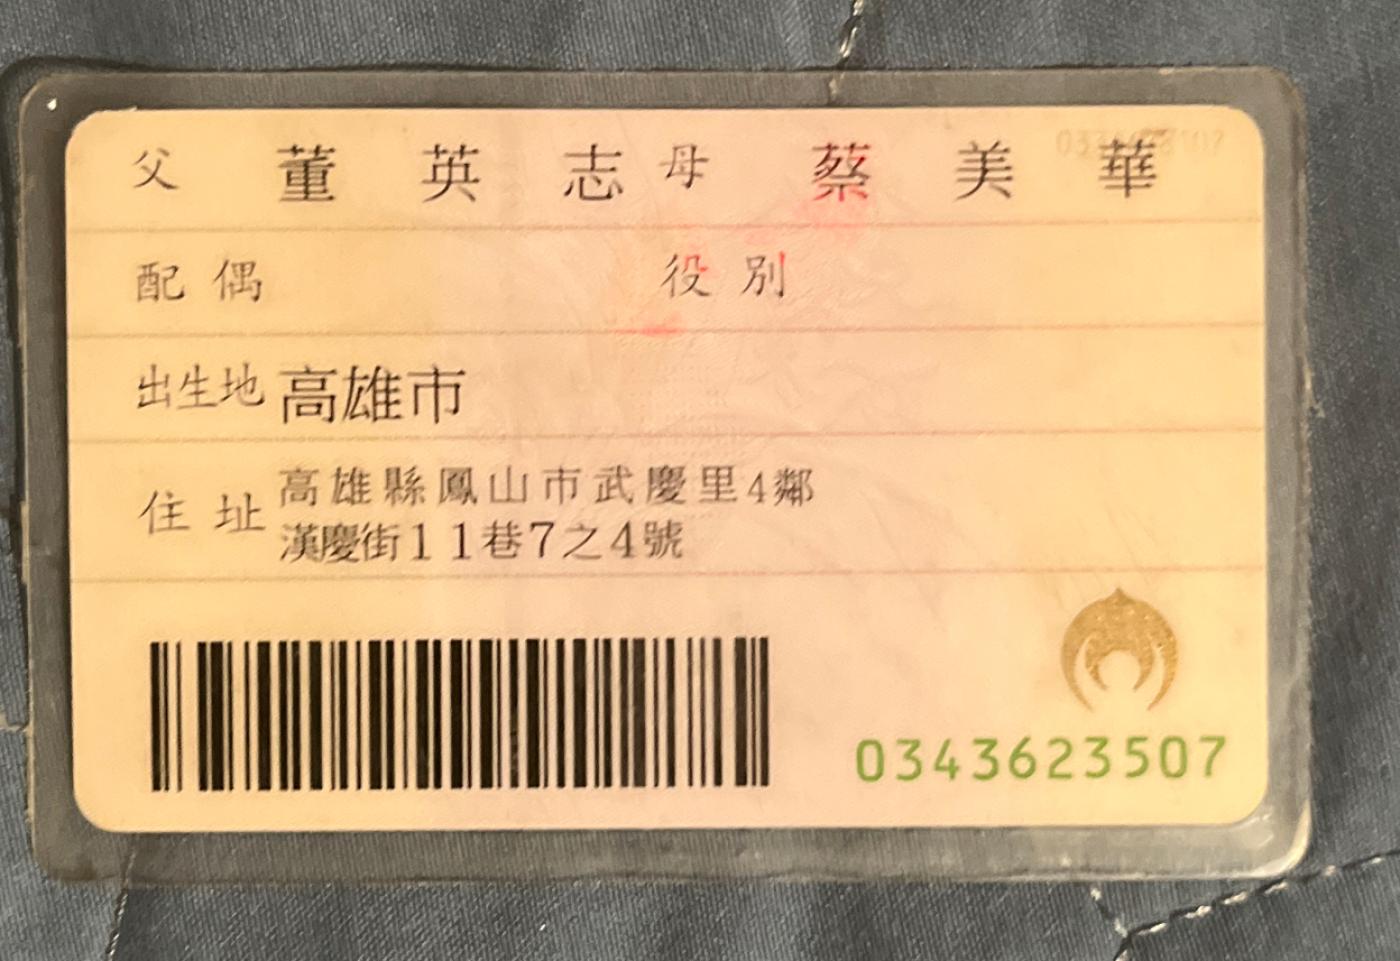 父 董英志 母 蔡美華
配偶 役別
出生地 高雄市
住址 高雄縣鳳山市武慶里4鄰
漢慶街11巷7之4號
0343623507